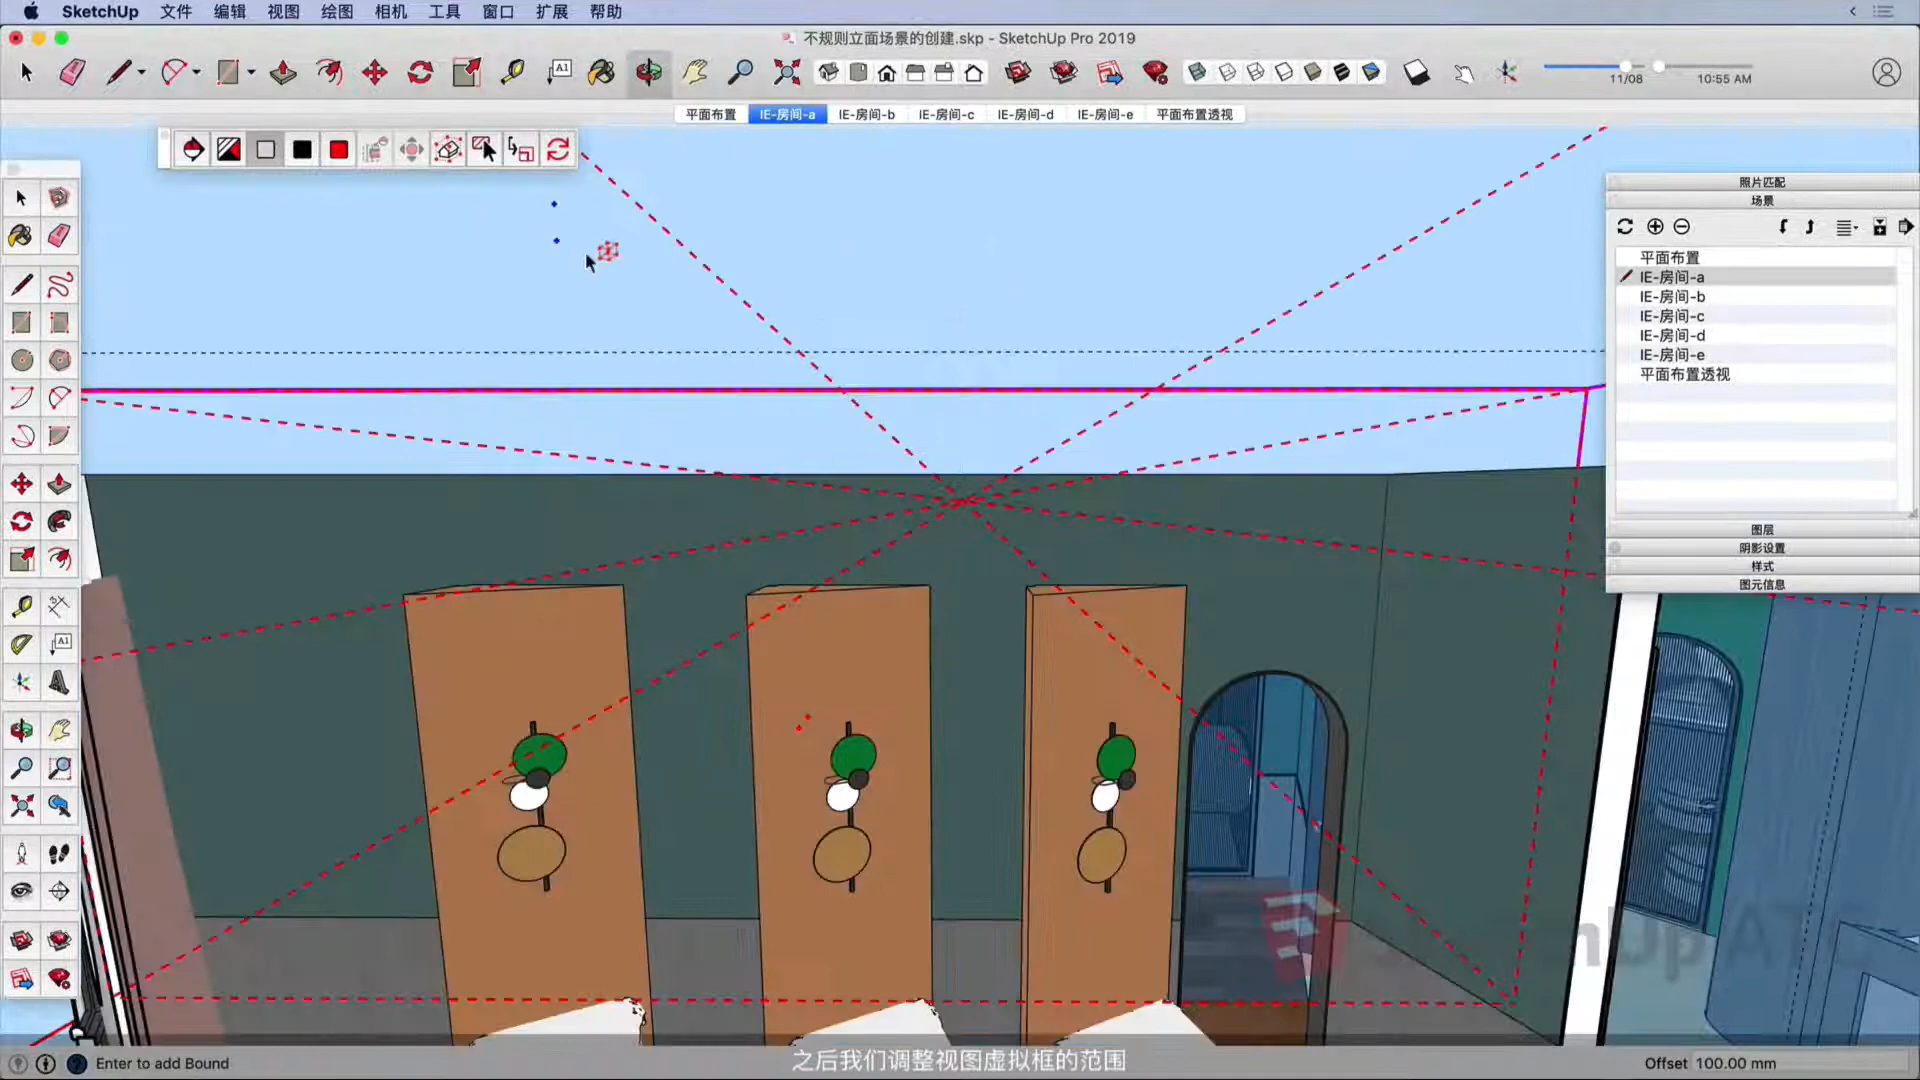 SketchUp 文件 编辑 视图 绘图 相机 工具 窗口 扩展 帮助
不规则立面场景的创建.skp - SketchUp Pro 2019
A1
11/08 10:55 AM
平面布置 IE-房间-a IE-房间-b IE-房间-c IE-房间-d IE-房间-e 平面布置透视
照片匹配
场景
平面布置
IE-房间-a
IE-房间-b
IE-房间-c
IE-房间-d
IE-房间-e
平面布置透视
图层
阴影设置
样式
图元信息
A1
Enter to add Bound
之后我们调整视图虚拟框的范围
Offset 100.00 mm